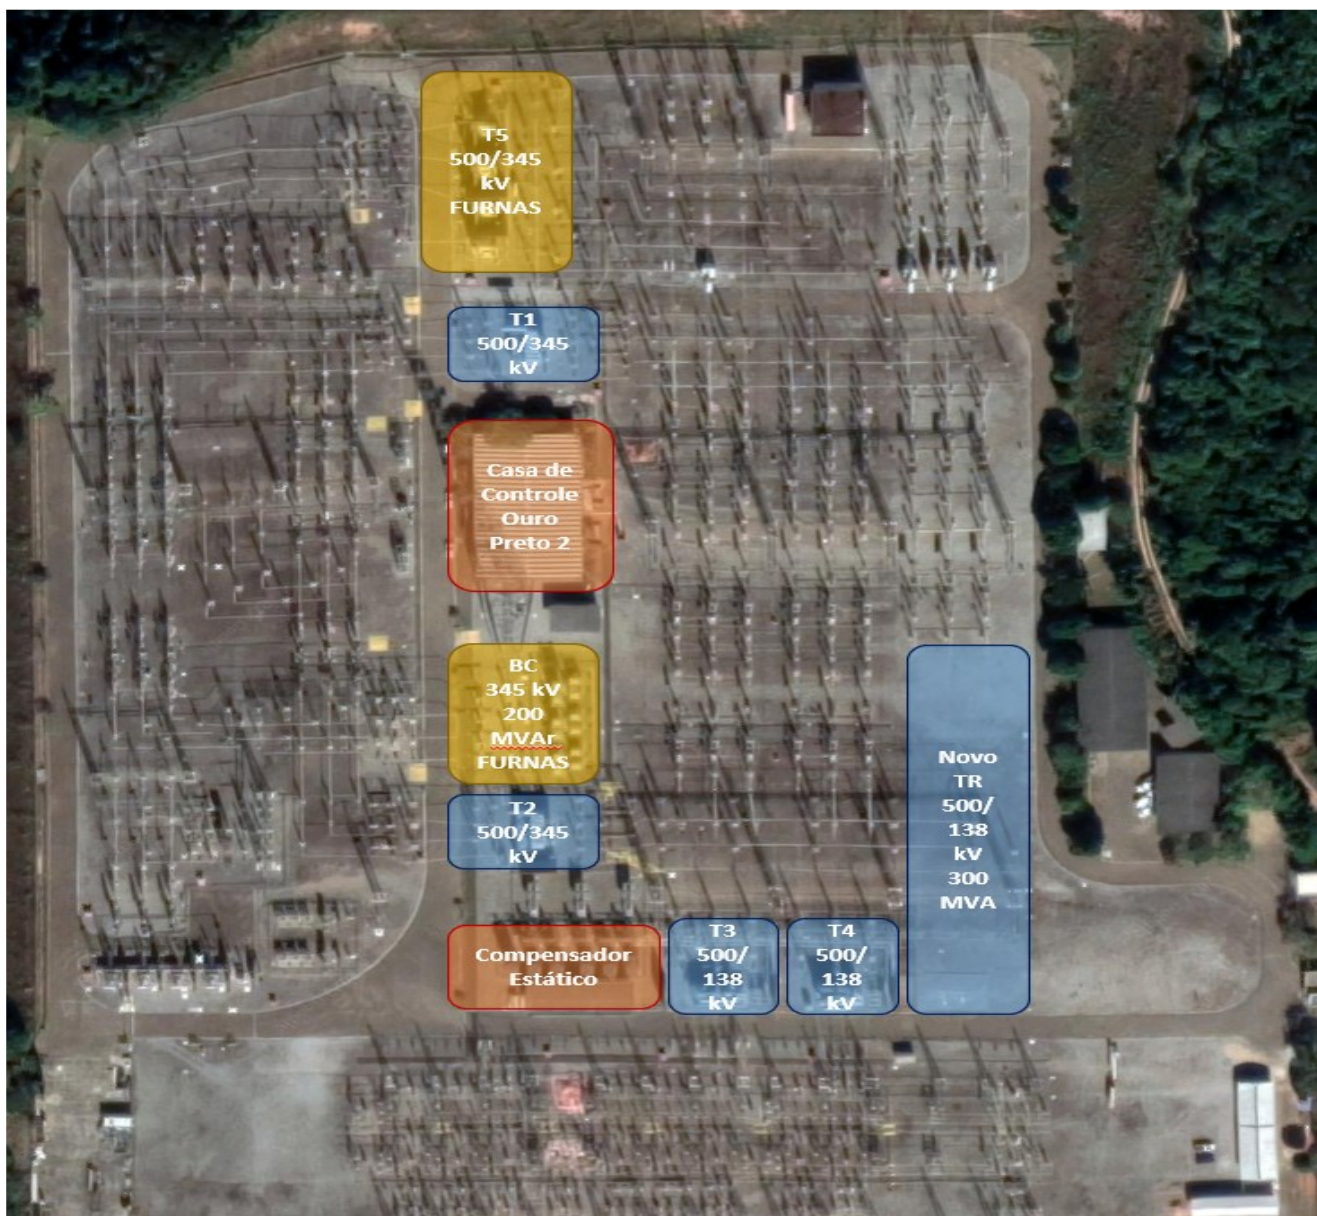 T5
500/345
kV
FURNAS
T1
500/345
kV
Casa de
Controle
Ouro
Preto 2
BC
345 kV
200
MVAr
FURNAS
T2
500/345
kV
Novo
TR
500/
138
kV
300
MVA
Compensador
Estático
T3
500/
138
kV
T4
500/
138
kV